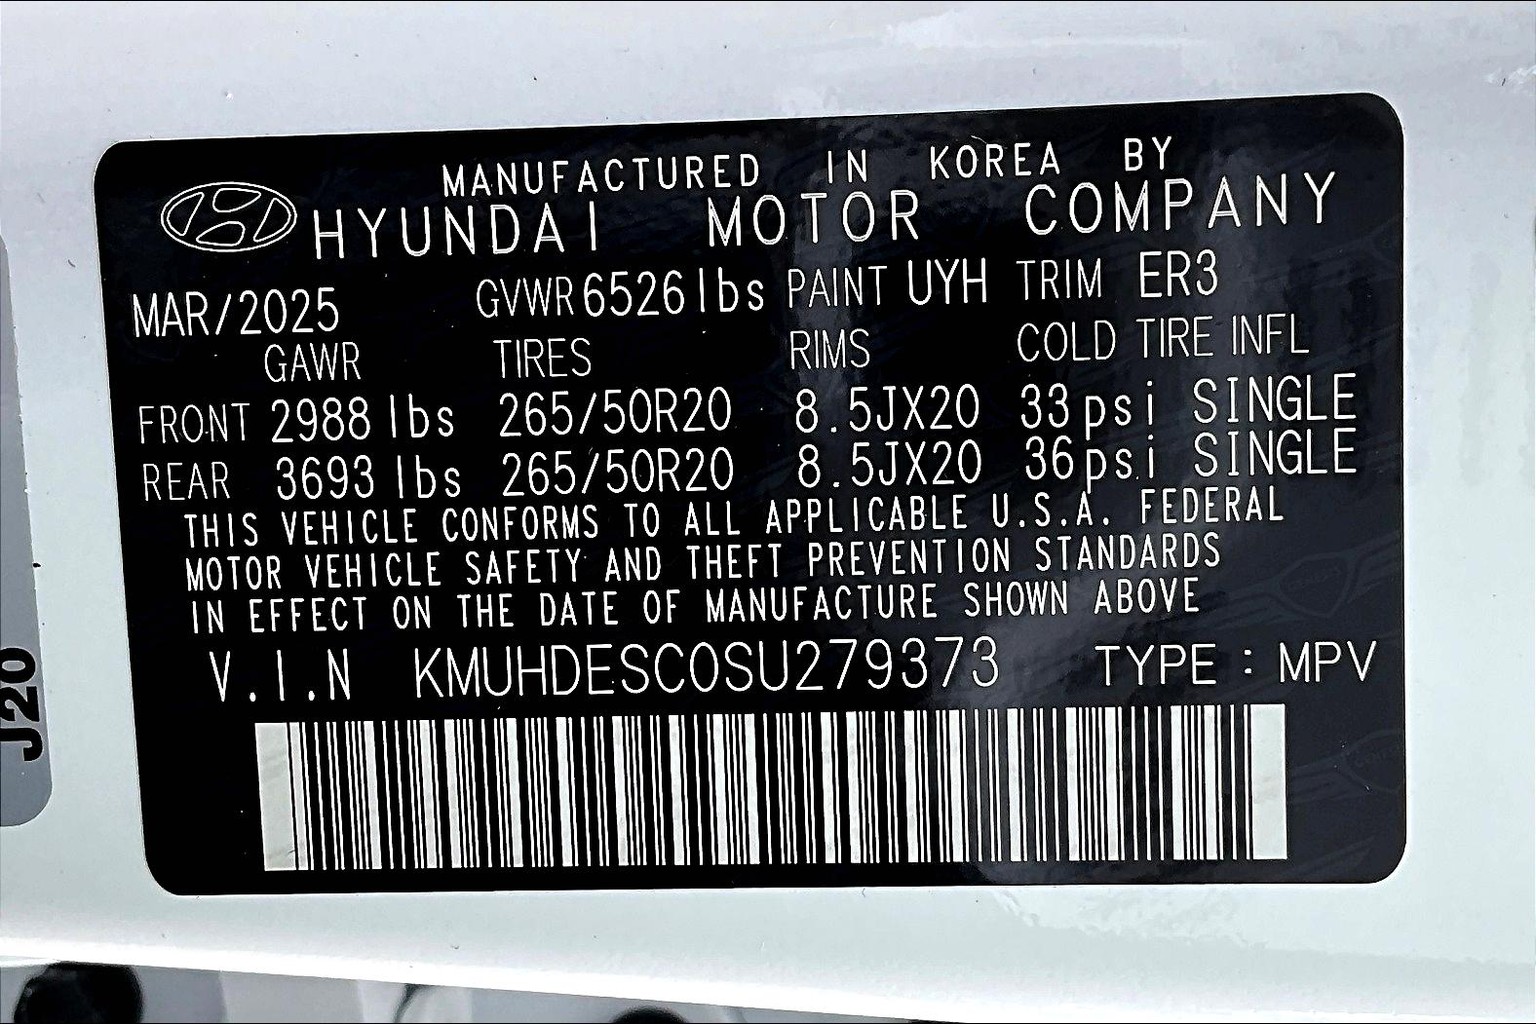 MANUFACTURED IN KOREA BY
HYUNDAI MOTOR COMPANY
MAR/2025 GVWR 6526 lbs PAINT UYH TRIM ER3
GAWR TIRES RIMS COLD TIRE INFL
FRONT 2988 lbs 265/50R20 8.5JX20 33 psi SINGLE
REAR 3693 lbs 265/50R20 8.5JX20 36 psi SINGLE
THIS VEHICLE CONFORMS TO ALL APPLICABLE U.S.A. FEDERAL
MOTOR VEHICLE SAFETY AND THEFT PREVENTION STANDARDS
IN EFFECT ON THE DATE OF MANUFACTURE SHOWN ABOVE
V.I.N KMUHDESC0SU279373 TYPE : MPV
J20